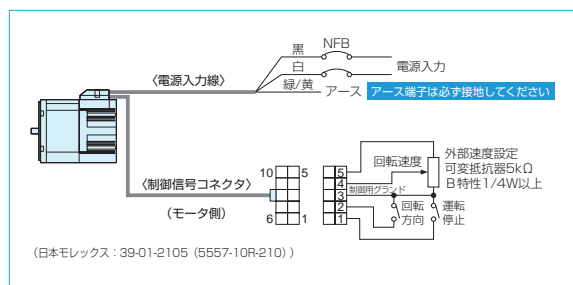 黒
NFB
白
〈電源入力線〉
電源入力
緑/黄
アース
アース端子は必ず接地してください
外部速度設定
可変抵抗器5kΩ
B特性1/4W以上
回転速度
10
5
5
4
〈制御信号コネクタ〉
制御用グランド
3
(モータ側)
2
回転
方向
運転
停止
6
1
1
(日本モレックス:39-01-2105(5557-10R-210))